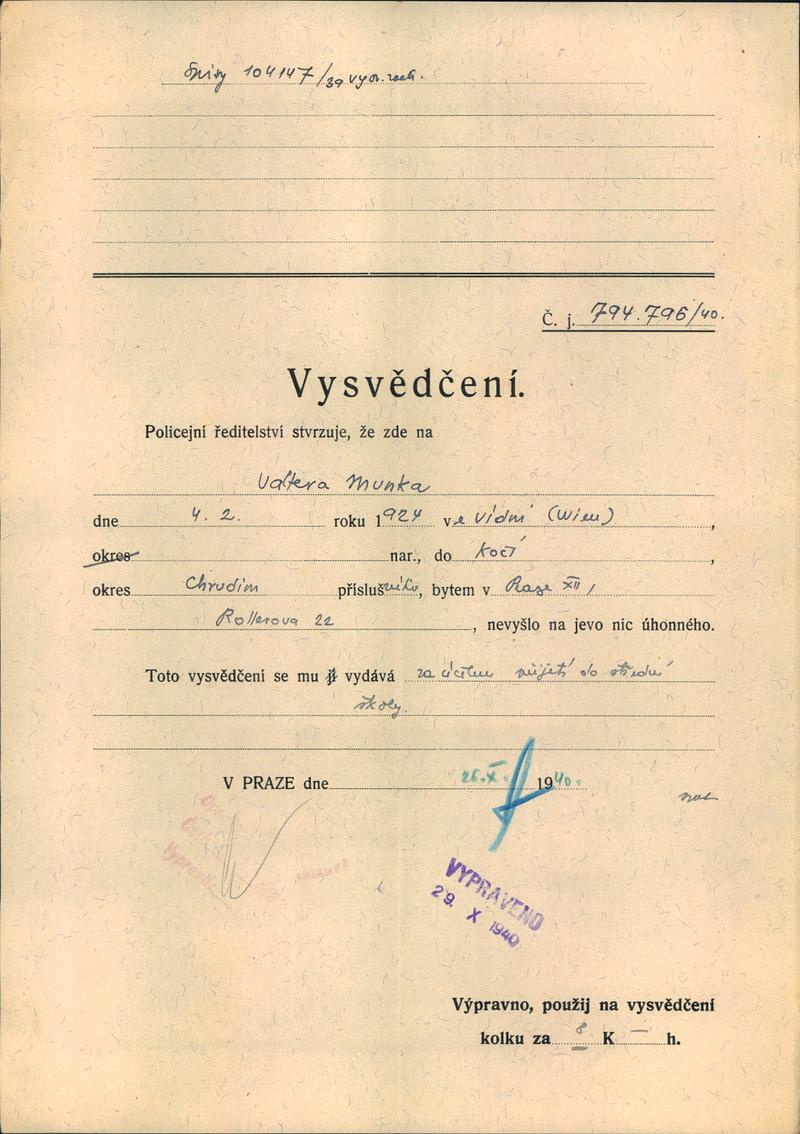 Spisy 104147/39
Č. j. 794.796/40.
Vysvědčení.
Policejní ředitelství stvrzuje, že zde na
Valtera Munka
dne 4. 2. roku 1924 ve Vídni (Wien),
okres nar., do Kočí,
okres Chrudim příslušníka, bytem v Praze XII,
Rollerova 22, nevyšlo na jevo nic úhonného.
Toto vysvědčení se mu ji vydává za účelem přijetí do střední
školy.
V PRAZE dne 25.X. 1940.
VYPRAVENO
29. X 1940
Výpravno, použij na vysvědčení
kolku za 8 K — h.